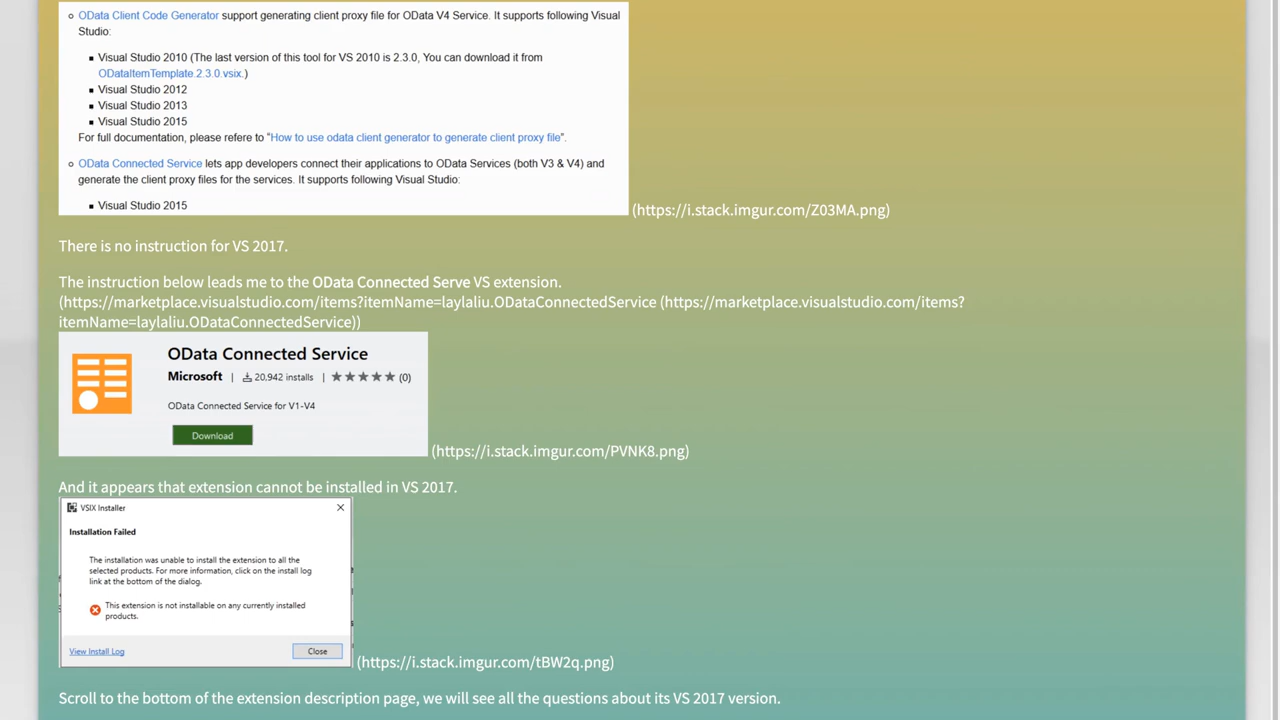 OData Client Code Generator support generating client proxy file for OData V4 Service. It supports following Visual
Studio:
Visual Studio 2010 (The last version of this tool for VS 2010 is 2.3.0, You can download it from
ODataItemTemplate.2.3.0.vsix.)
Visual Studio 2012
Visual Studio 2013
Visual Studio 2015
For full documentation, please refere to "How to use odata client generator to generate client proxy file".
OData Connected Service lets app developers connect their applications to OData Services (both V3 & V4) and
generate the client proxy files for the services. It supports following Visual Studio:
Visual Studio 2015
(https://i.stack.imgur.com/Z03MA.png)
There is no instruction for VS 2017.
The instruction below leads me to the OData Connected Serve VS extension.
(https://marketplace.visualstudio.com/items?itemName=laylaliu.ODataConnectedService (https://marketplace.visualstudio.com/items?
itemName=laylaliu.ODataConnectedService))
OData Connected Service
Microsoft | 20,942 installs | ★★★★★ (0)
OData Connected Service for V1-V4
Download
(https://i.stack.imgur.com/PVNK8.png)
And it appears that extension cannot be installed in VS 2017.
VSIX Installer
Installation Failed
The installation was unable to install the extension to all the
selected products. For more information, click on the install log
link at the bottom of the dialog.
This extension is not installable on any currently installed
products.
View Install Log
Close
(https://i.stack.imgur.com/tBW2q.png)
Scroll to the bottom of the extension description page, we will see all the questions about its VS 2017 version.